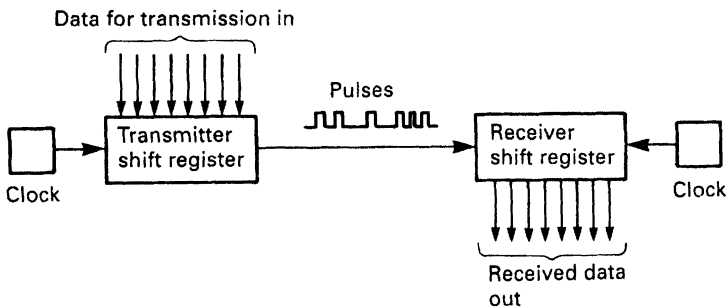 Data for transmission in
Pulses
Transmitter
shift register
Receiver
shift register
Clock
Clock
Received data
out